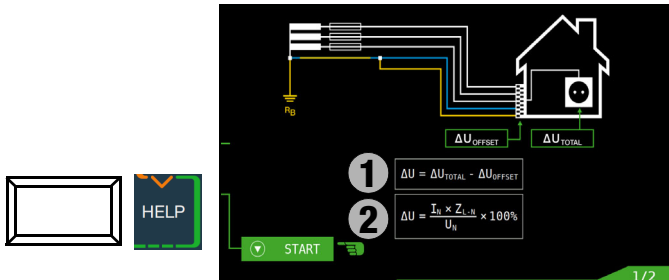 HELP
R_B
ΔU_OFFSET ΔU_TOTAL
1 ΔU = ΔU_TOTAL - ΔU_OFFSET
2 ΔU = (I_N × Z_L-N) / U_N × 100%
START
1/2